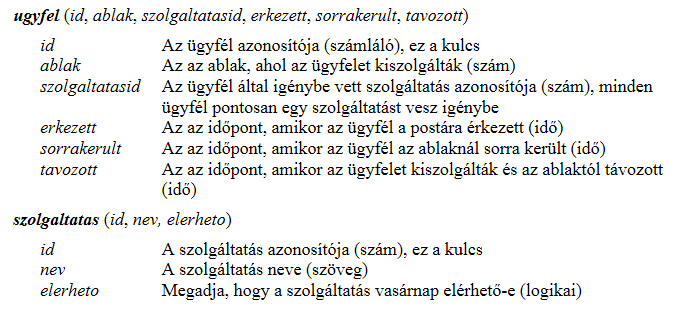 ugyfel (id, ablak, szolgaltatasid, erkezett, sorrakerult, tavozott)
id Az ügyfél azonosítója (számláló), ez a kulcs
ablak Az az ablak, ahol az ügyfelet kiszolgálták (szám)
szolgaltatasid Az ügyfél által igénybe vett szolgáltatás azonosítója (szám), minden
ügyfél pontosan egy szolgáltatást vesz igénybe
erkezett Az az időpont, amikor az ügyfél a postára érkezett (idő)
sorrakerult Az az időpont, amikor az ügyfél az ablaknál sorra került (idő)
tavozott Az az időpont, amikor az ügyfelet kiszolgálták és az ablaktól távozott
(idő)
szolgaltatas (id, nev, elerheto)
id A szolgáltatás azonosítója (szám), ez a kulcs
nev A szolgáltatás neve (szöveg)
elerheto Megadja, hogy a szolgáltatás vasárnap elérhető-e (logikai)